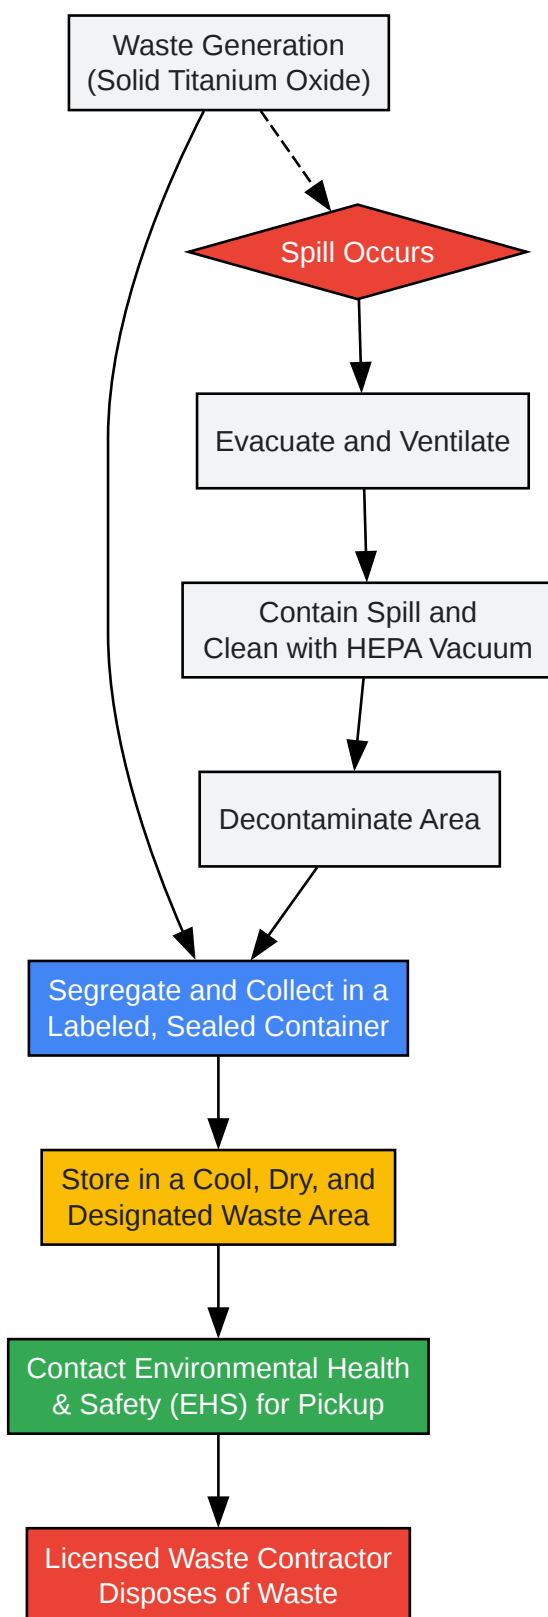 Waste Generation
(Solid Titanium Oxide)
Spill Occurs
Evacuate and Ventilate
Contain Spill and
Clean with HEPA Vacuum
Decontaminate Area
Segregate and Collect in a
Labeled, Sealed Container
Store in a Cool, Dry, and
Designated Waste Area
Contact Environmental Health
& Safety (EHS) for Pickup
Licensed Waste Contractor
Disposes of Waste